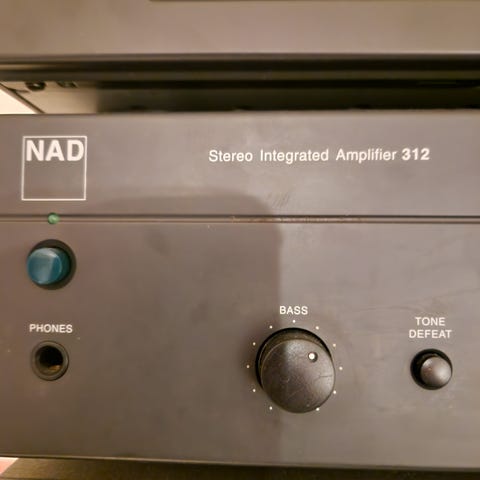 NAD
Stereo Integrated Amplifier 312
PHONES
BASS
TONE
DEFEAT